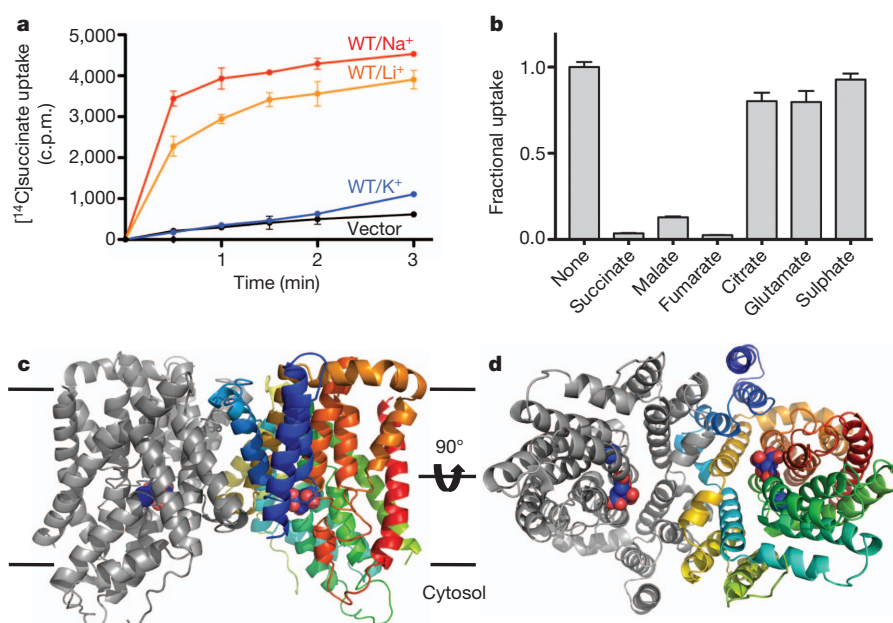 a
5,000
4,000
3,000
2,000
1,000
0
[¹⁴C]succinate uptake
(c.p.m.)
WT/Na⁺
WT/Li⁺
WT/K⁺
Vector
1
2
3
Time (min)
b
1.0
0.5
0.0
Fractional uptake
None
Succinate
Malate
Fumarate
Citrate
Glutamate
Sulphate
c
90°
Cytosol
d